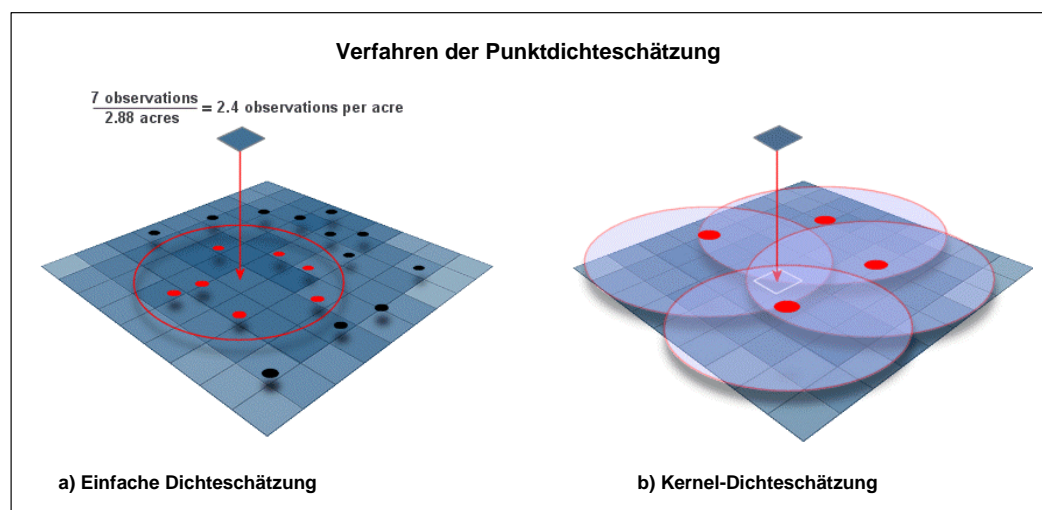 Verfahren der Punktdichteschätzung
7 observations
2.88 acres
= 2.4 observations per acre
a) Einfache Dichteschätzung
b) Kernel-Dichteschätzung